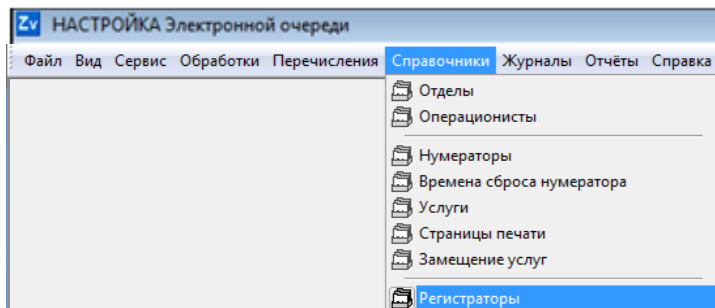 Zv НАСТРОЙКА Электронной очереди
Файл Вид Сервис Обработки Перечисления Справочники Журналы Отчёты Справка
Отделы
Операционисты
Нумераторы
Времена сброса нумератора
Услуги
Страницы печати
Замещение услуг
Регистраторы